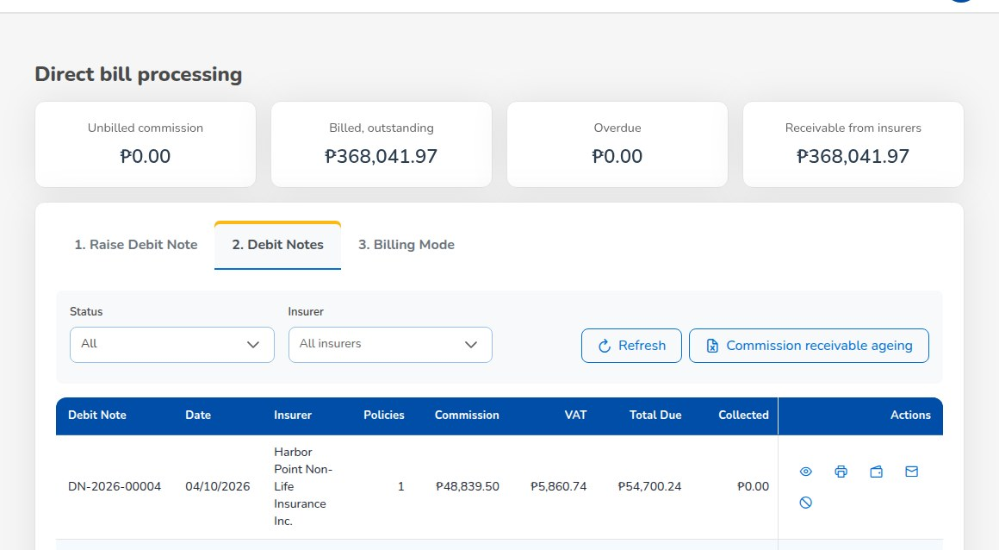 Direct bill processing
Unbilled commission
₱0.00
Billed, outstanding
₱368,041.97
Overdue
₱0.00
Receivable from insurers
₱368,041.97
1. Raise Debit Note
2. Debit Notes
3. Billing Mode
Status
All
Insurer
All insurers
Refresh
Commission receivable ageing
Debit Note Date Insurer Policies Commission VAT Total Due Collected Actions
DN-2026-00004 04/10/2026 Harbor Point Non-Life Insurance Inc. 1 ₱48,839.50 ₱5,860.74 ₱54,700.24 ₱0.00